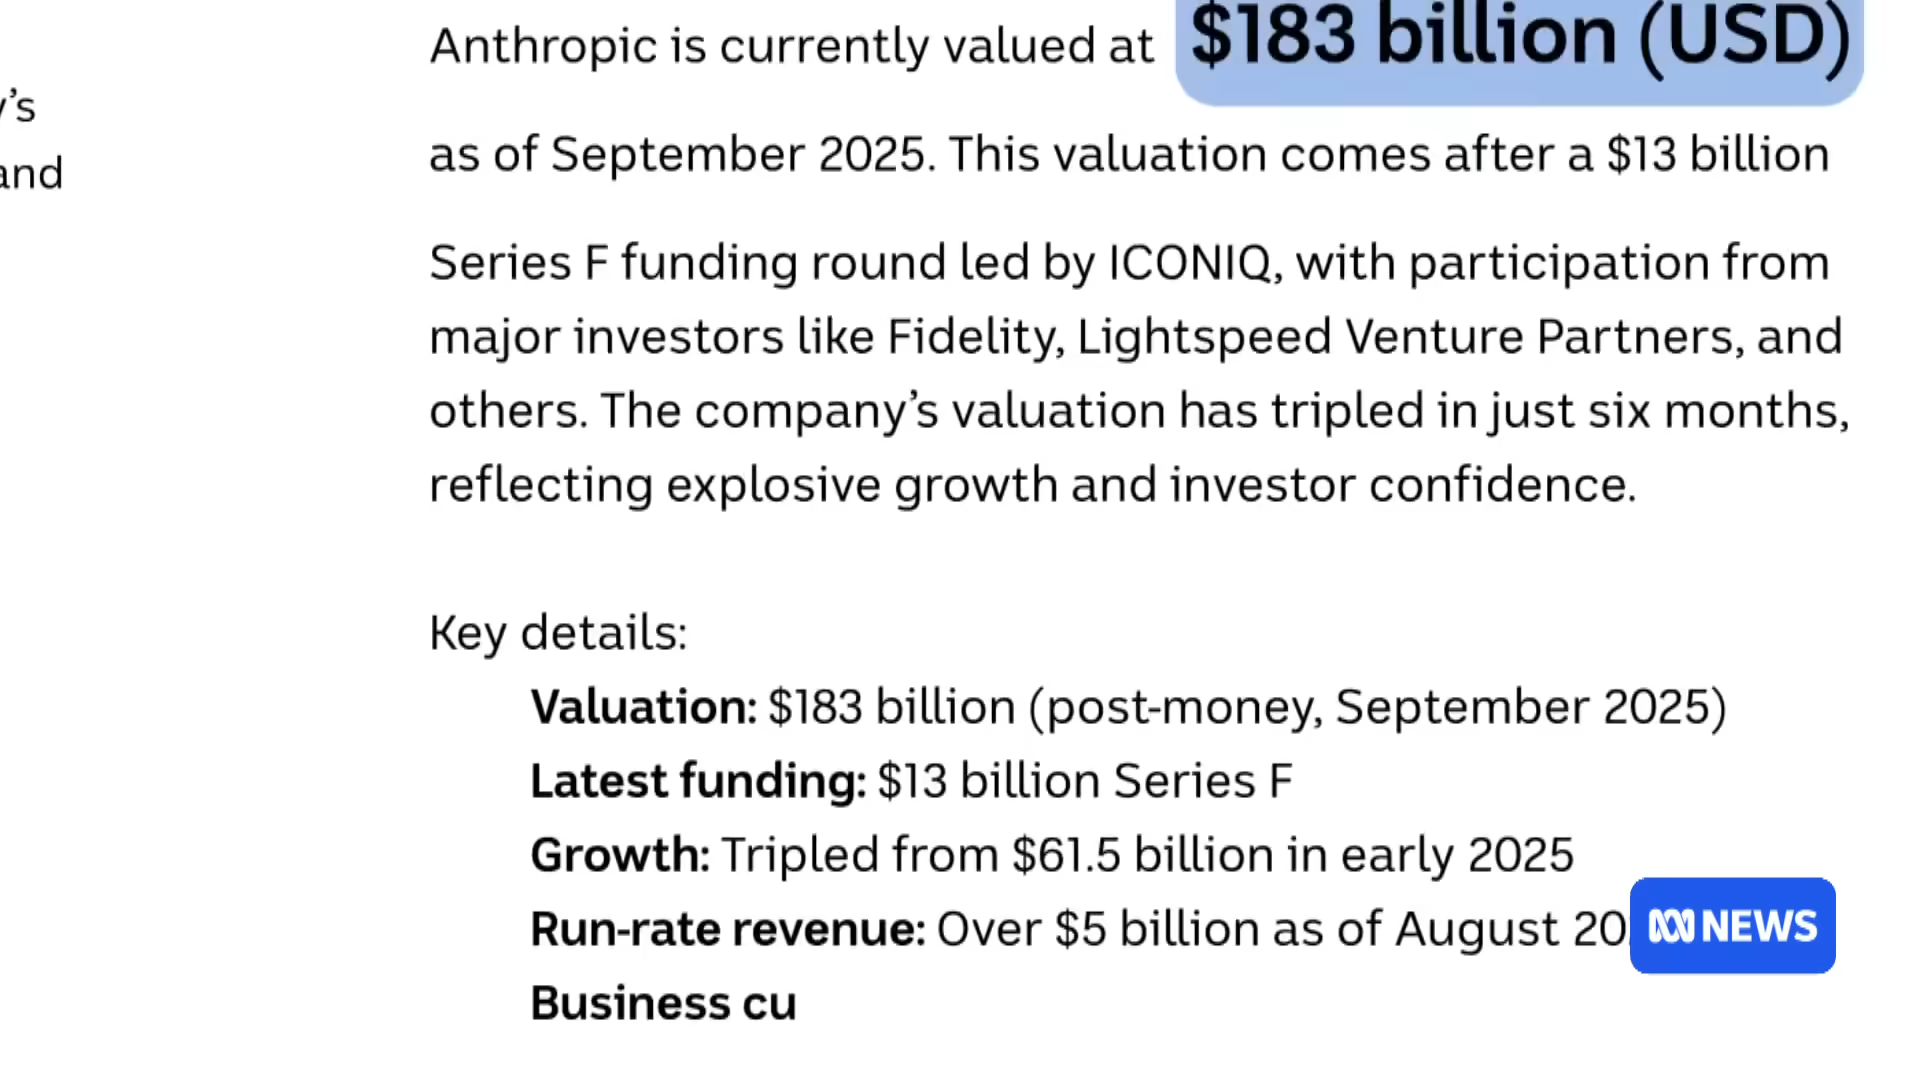 Anthropic is currently valued at $183 billion (USD)
y’s
as of September 2025. This valuation comes after a $13 billion
and
Series F funding round led by ICONIQ, with participation from
major investors like Fidelity, Lightspeed Venture Partners, and
others. The company’s valuation has tripled in just six months,
reflecting explosive growth and investor confidence.
Key details:
Valuation: $183 billion (post-money, September 2025)
Latest funding: $13 billion Series F
Growth: Tripled from $61.5 billion in early 2025
Run-rate revenue: Over $5 billion as of August 20
NEWS
Business cu